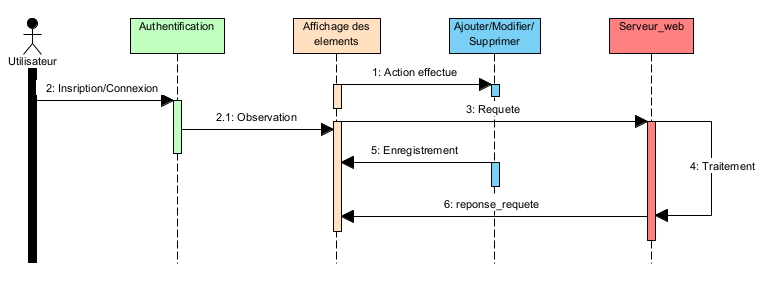 Authentification
Affichage des
elements
Ajouter/Modifier/
Supprimer
Serveur_web
Utilisateur
1: Action effectue
2: Insription/Connexion
2.1: Observation
3: Requete
4: Traitement
5: Enregistrement
6: reponse_requete